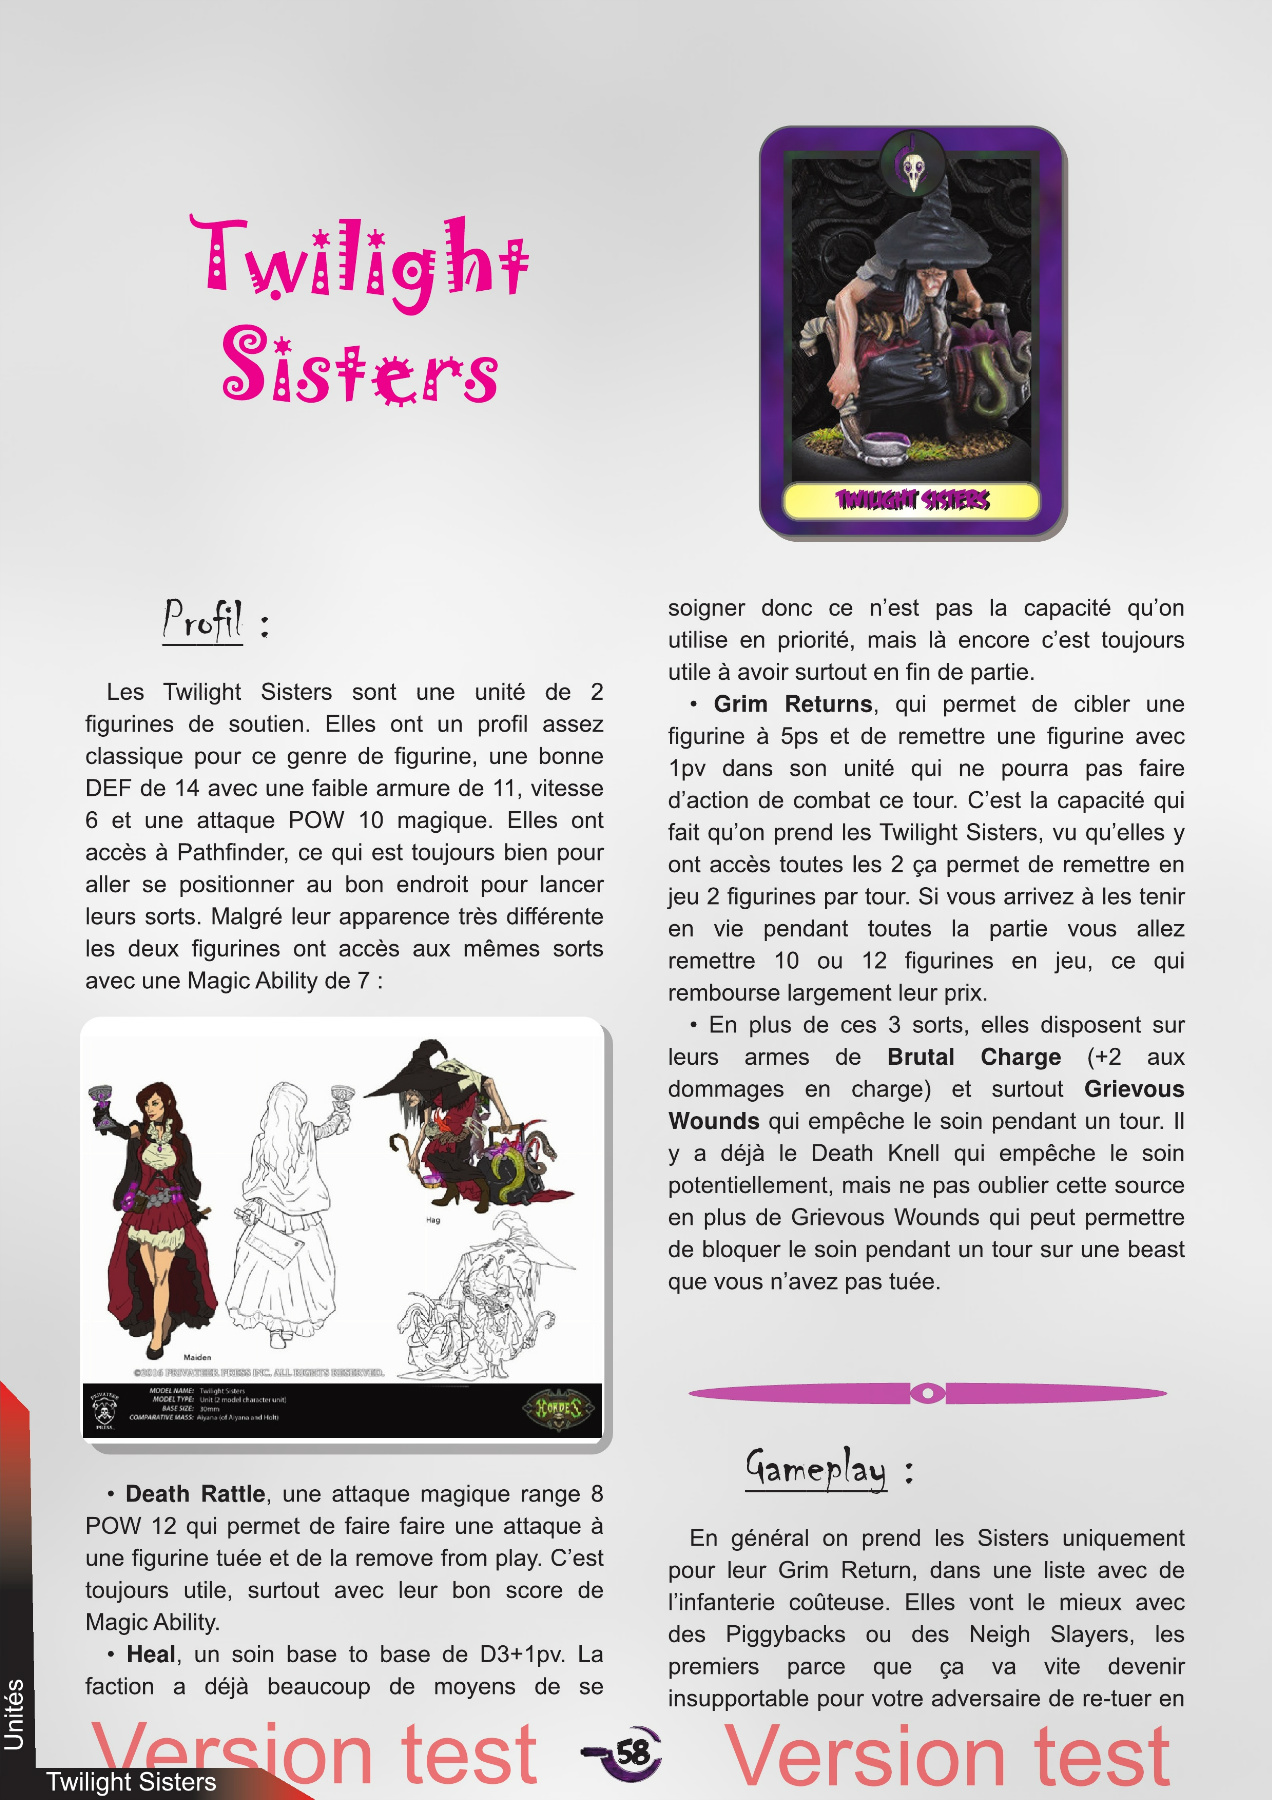 Twilight
Sisters
TWILIGHT SISTERS
Profil :
Les Twilight Sisters sont une unité de 2
figurines de soutien. Elles ont un profil assez
classique pour ce genre de figurine, une bonne
DEF de 14 avec une faible armure de 11, vitesse
6 et une attaque POW 10 magique. Elles ont
accès à Pathfinder, ce qui est toujours bien pour
aller se positionner au bon endroit pour lancer
leurs sorts. Malgré leur apparence très différente
les deux figurines ont accès aux mêmes sorts
avec une Magic Ability de 7 :
Hag
Maiden
©2016 PRIVATEER PRESS INC. ALL RIGHTS RESERVED.
PRIVATEER
PRESS
MODEL NAME: Twilight Sisters
MODEL TYPE: Unit (2 model character unit)
BASE SIZE: 30mm
COMPARATIVE MASS: Aiyana (of Aiyana and Holt)
HORDES
• Death Rattle, une attaque magique range 8
POW 12 qui permet de faire faire une attaque à
une figurine tuée et de la remove from play. C’est
toujours utile, surtout avec leur bon score de
Magic Ability.
• Heal, un soin base to base de D3+1pv. La
faction a déjà beaucoup de moyens de se
soigner donc ce n’est pas la capacité qu’on
utilise en priorité, mais là encore c’est toujours
utile à avoir surtout en fin de partie.
• Grim Returns, qui permet de cibler une
figurine à 5ps et de remettre une figurine avec
1pv dans son unité qui ne pourra pas faire
d’action de combat ce tour. C’est la capacité qui
fait qu’on prend les Twilight Sisters, vu qu’elles y
ont accès toutes les 2 ça permet de remettre en
jeu 2 figurines par tour. Si vous arrivez à les tenir
en vie pendant toutes la partie vous allez
remettre 10 ou 12 figurines en jeu, ce qui
rembourse largement leur prix.
• En plus de ces 3 sorts, elles disposent sur
leurs armes de Brutal Charge (+2 aux
dommages en charge) et surtout Grievous
Wounds qui empêche le soin pendant un tour. Il
y a déjà le Death Knell qui empêche le soin
potentiellement, mais ne pas oublier cette source
en plus de Grievous Wounds qui peut permettre
de bloquer le soin pendant un tour sur une beast
que vous n’avez pas tuée.
Gameplay :
En général on prend les Sisters uniquement
pour leur Grim Return, dans une liste avec de
l’infanterie coûteuse. Elles vont le mieux avec
des Piggybacks ou des Neigh Slayers, les
premiers parce que ça va vite devenir
insupportable pour votre adversaire de re-tuer en
Unités
Twilight Sisters
Version test
58
Version test